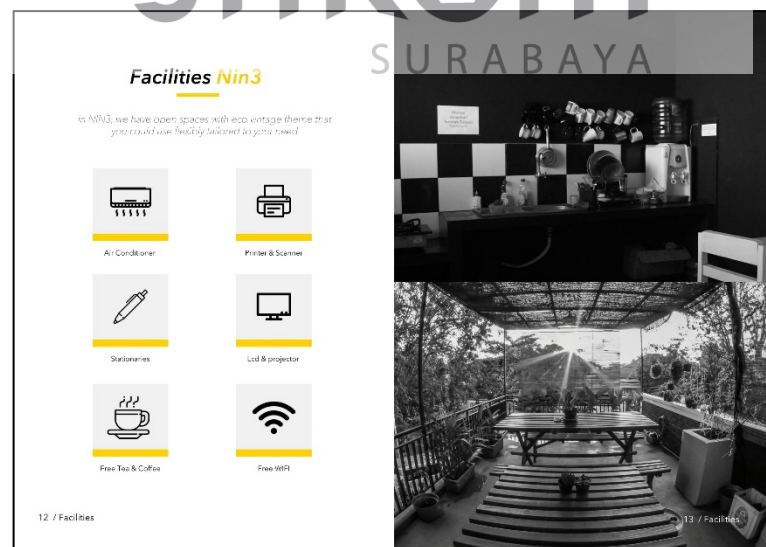 SURABAYA
Facilities Nin3
in NIN3, we have open spaces with eco vintage theme that
you could use flexibly tailored to your need
Air Conditioner
Printer & Scanner
Stationaries
Lcd & projector
Free Tea & Coffee
Free WIFI
12 / Facilities
13 / Facilities